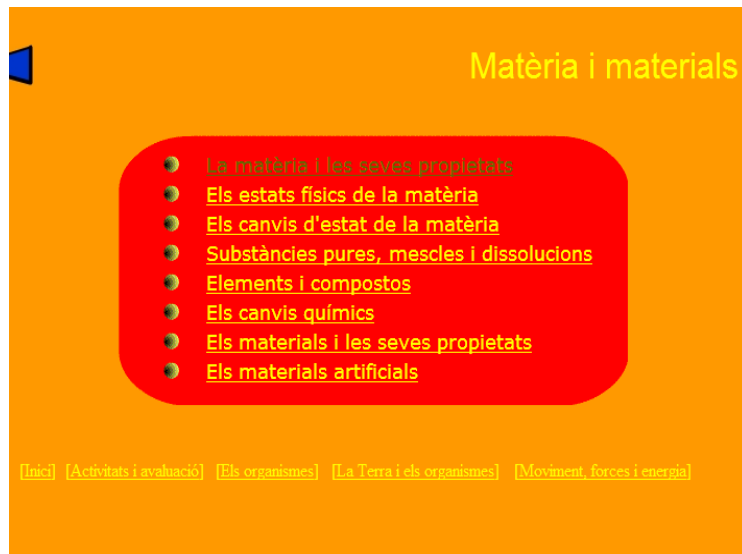 Matèria i materials
La matèria i les seves propietats
Els estats físics de la matèria
Els canvis d'estat de la matèria
Substàncies pures, mescles i dissolucions
Elements i compostos
Els canvis químics
Els materials i les seves propietats
Els materials artificials
[Inici] [Activitats i avaluació] [Els organismes] [La Terra i els organismes] [Moviment, forces i energia]